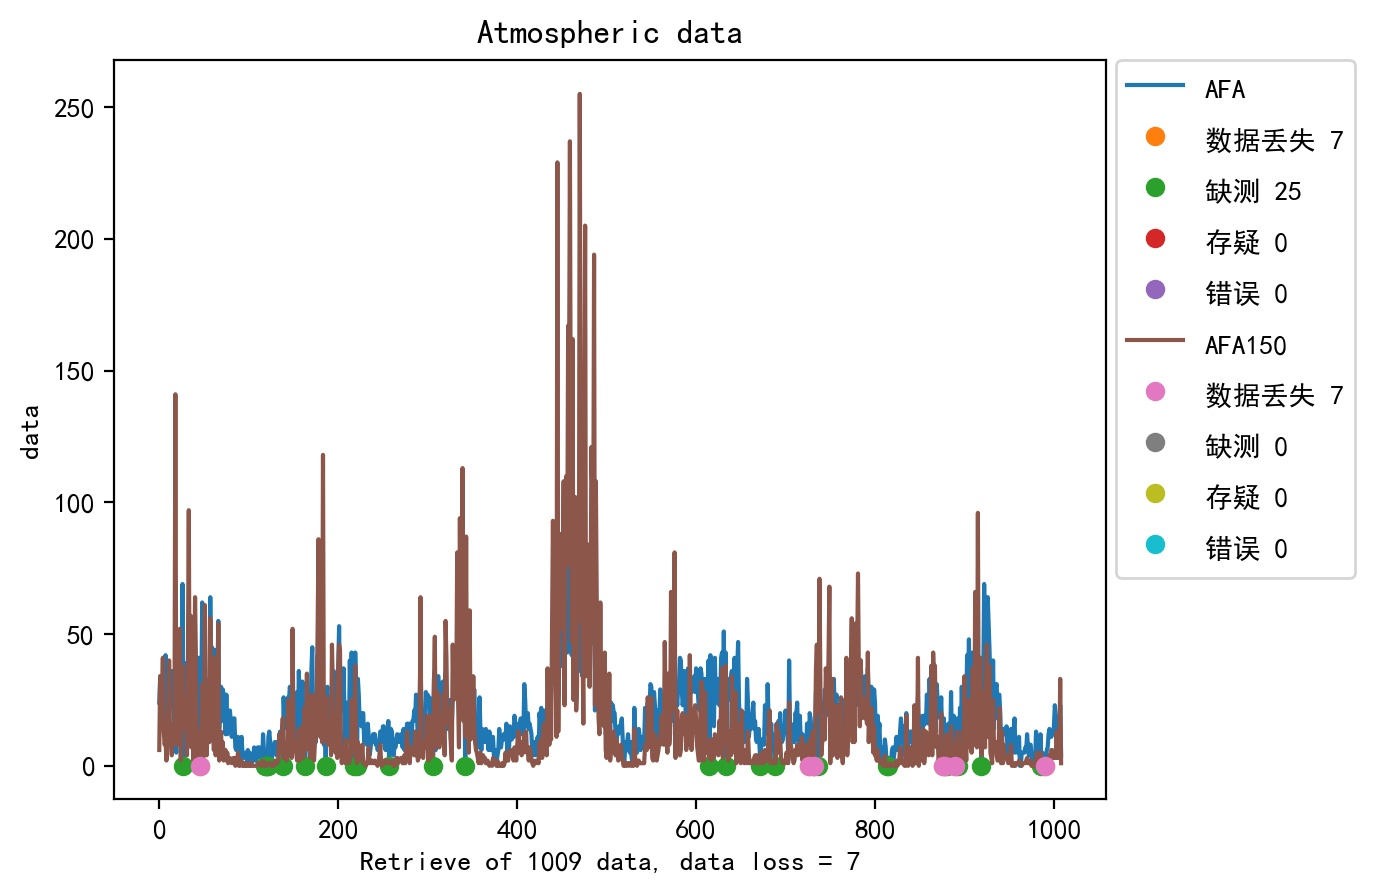 Atmospheric data
250
200
150
100
50
0
data
0 200 400 600 800 1000
Retrieve of 1009 data, data loss = 7
AFA
数据丢失 7
缺测 25
存疑 0
错误 0
AFA150
数据丢失 7
缺测 0
存疑 0
错误 0